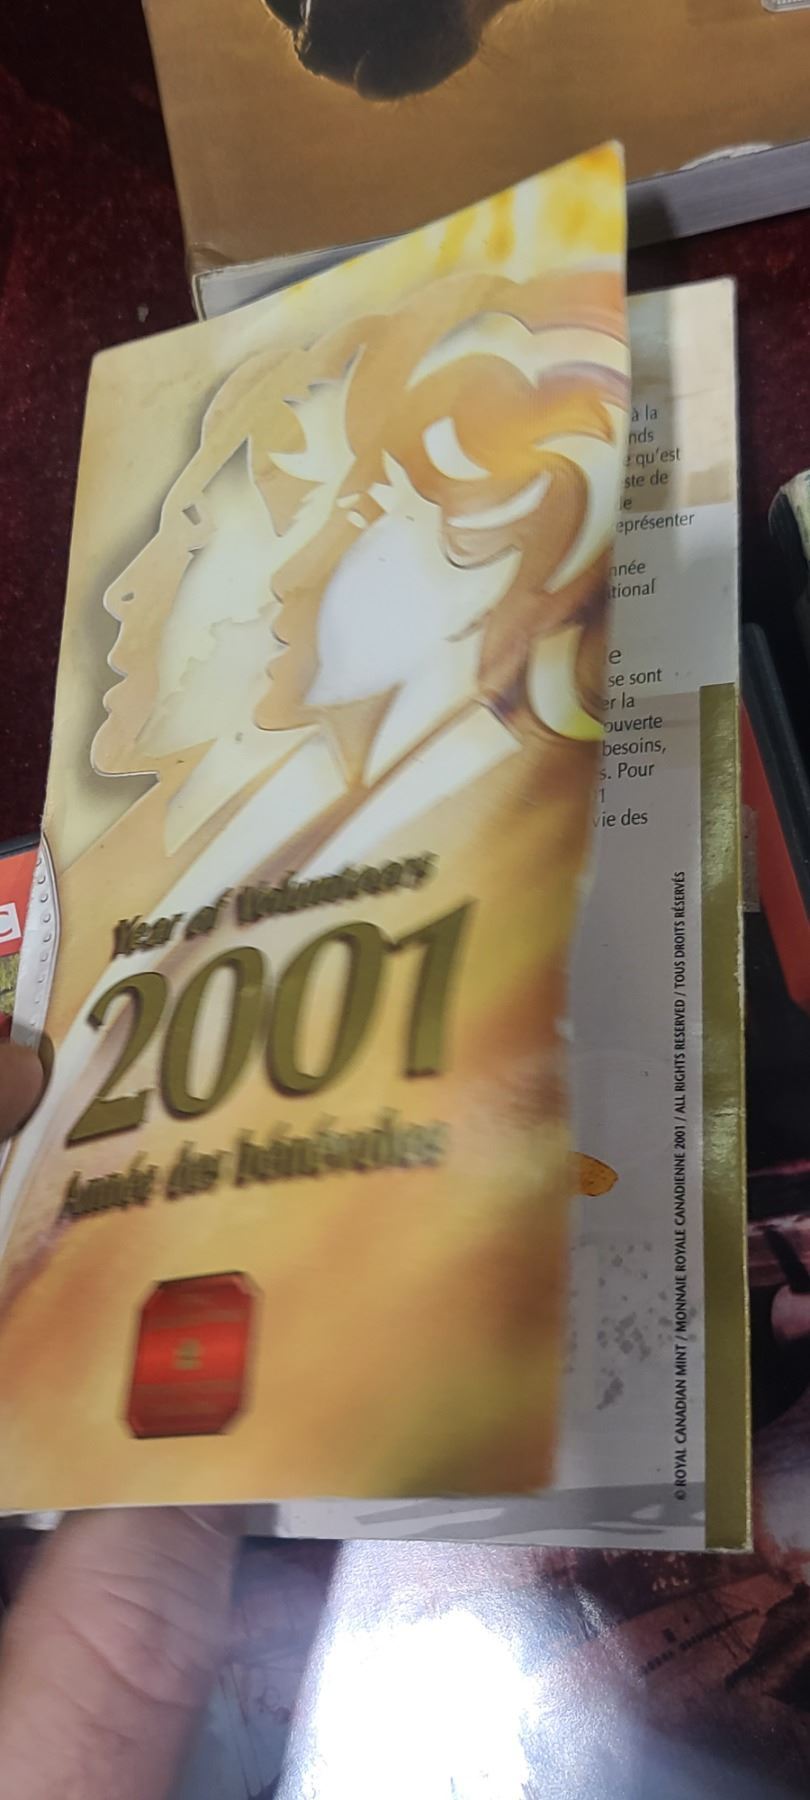 Year of Volunteers
2001
Année des bénévoles
à la
nds
e qu'est
ste de
le
eprésenter
nnée
tional
e
se sont
er la
ouverte
besoins,
s. Pour
1
vie des
© ROYAL CANADIAN MINT / MONNAIE ROYALE CANADIENNE 2001 / ALL RIGHTS RESERVED / TOUS DROITS RÉSERVÉS
C